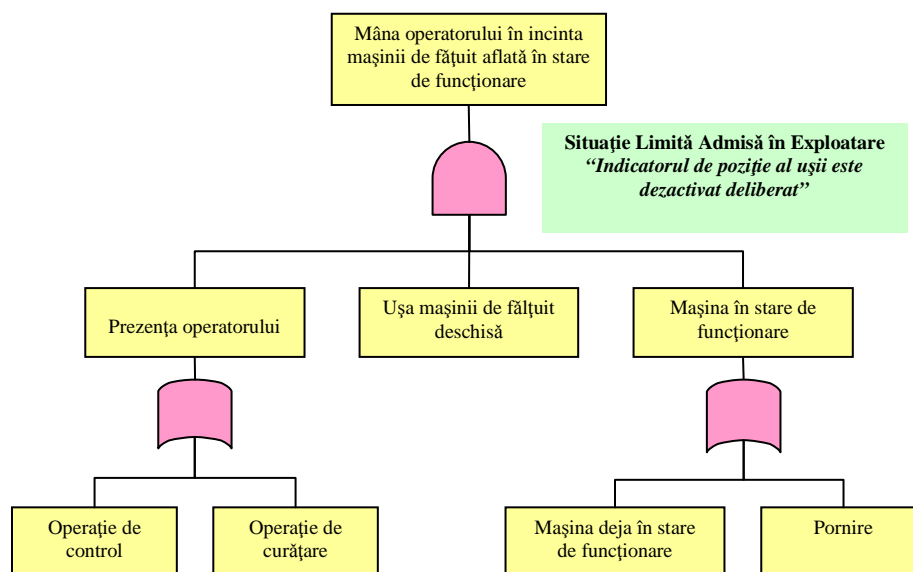 Mâna operatorului în incinta
maşinii de făţuit aflată în stare
de funcţionare
Situaţie Limită Admisă în Exploatare
“Indicatorul de poziţie al uşii este
dezactivat deliberat”
Prezenţa operatorului
Uşa maşinii de fălţuit
deschisă
Maşina în stare de
funcţionare
Operaţie de
control
Operaţie de
curăţare
Maşina deja în stare
de funcţionare
Pornire